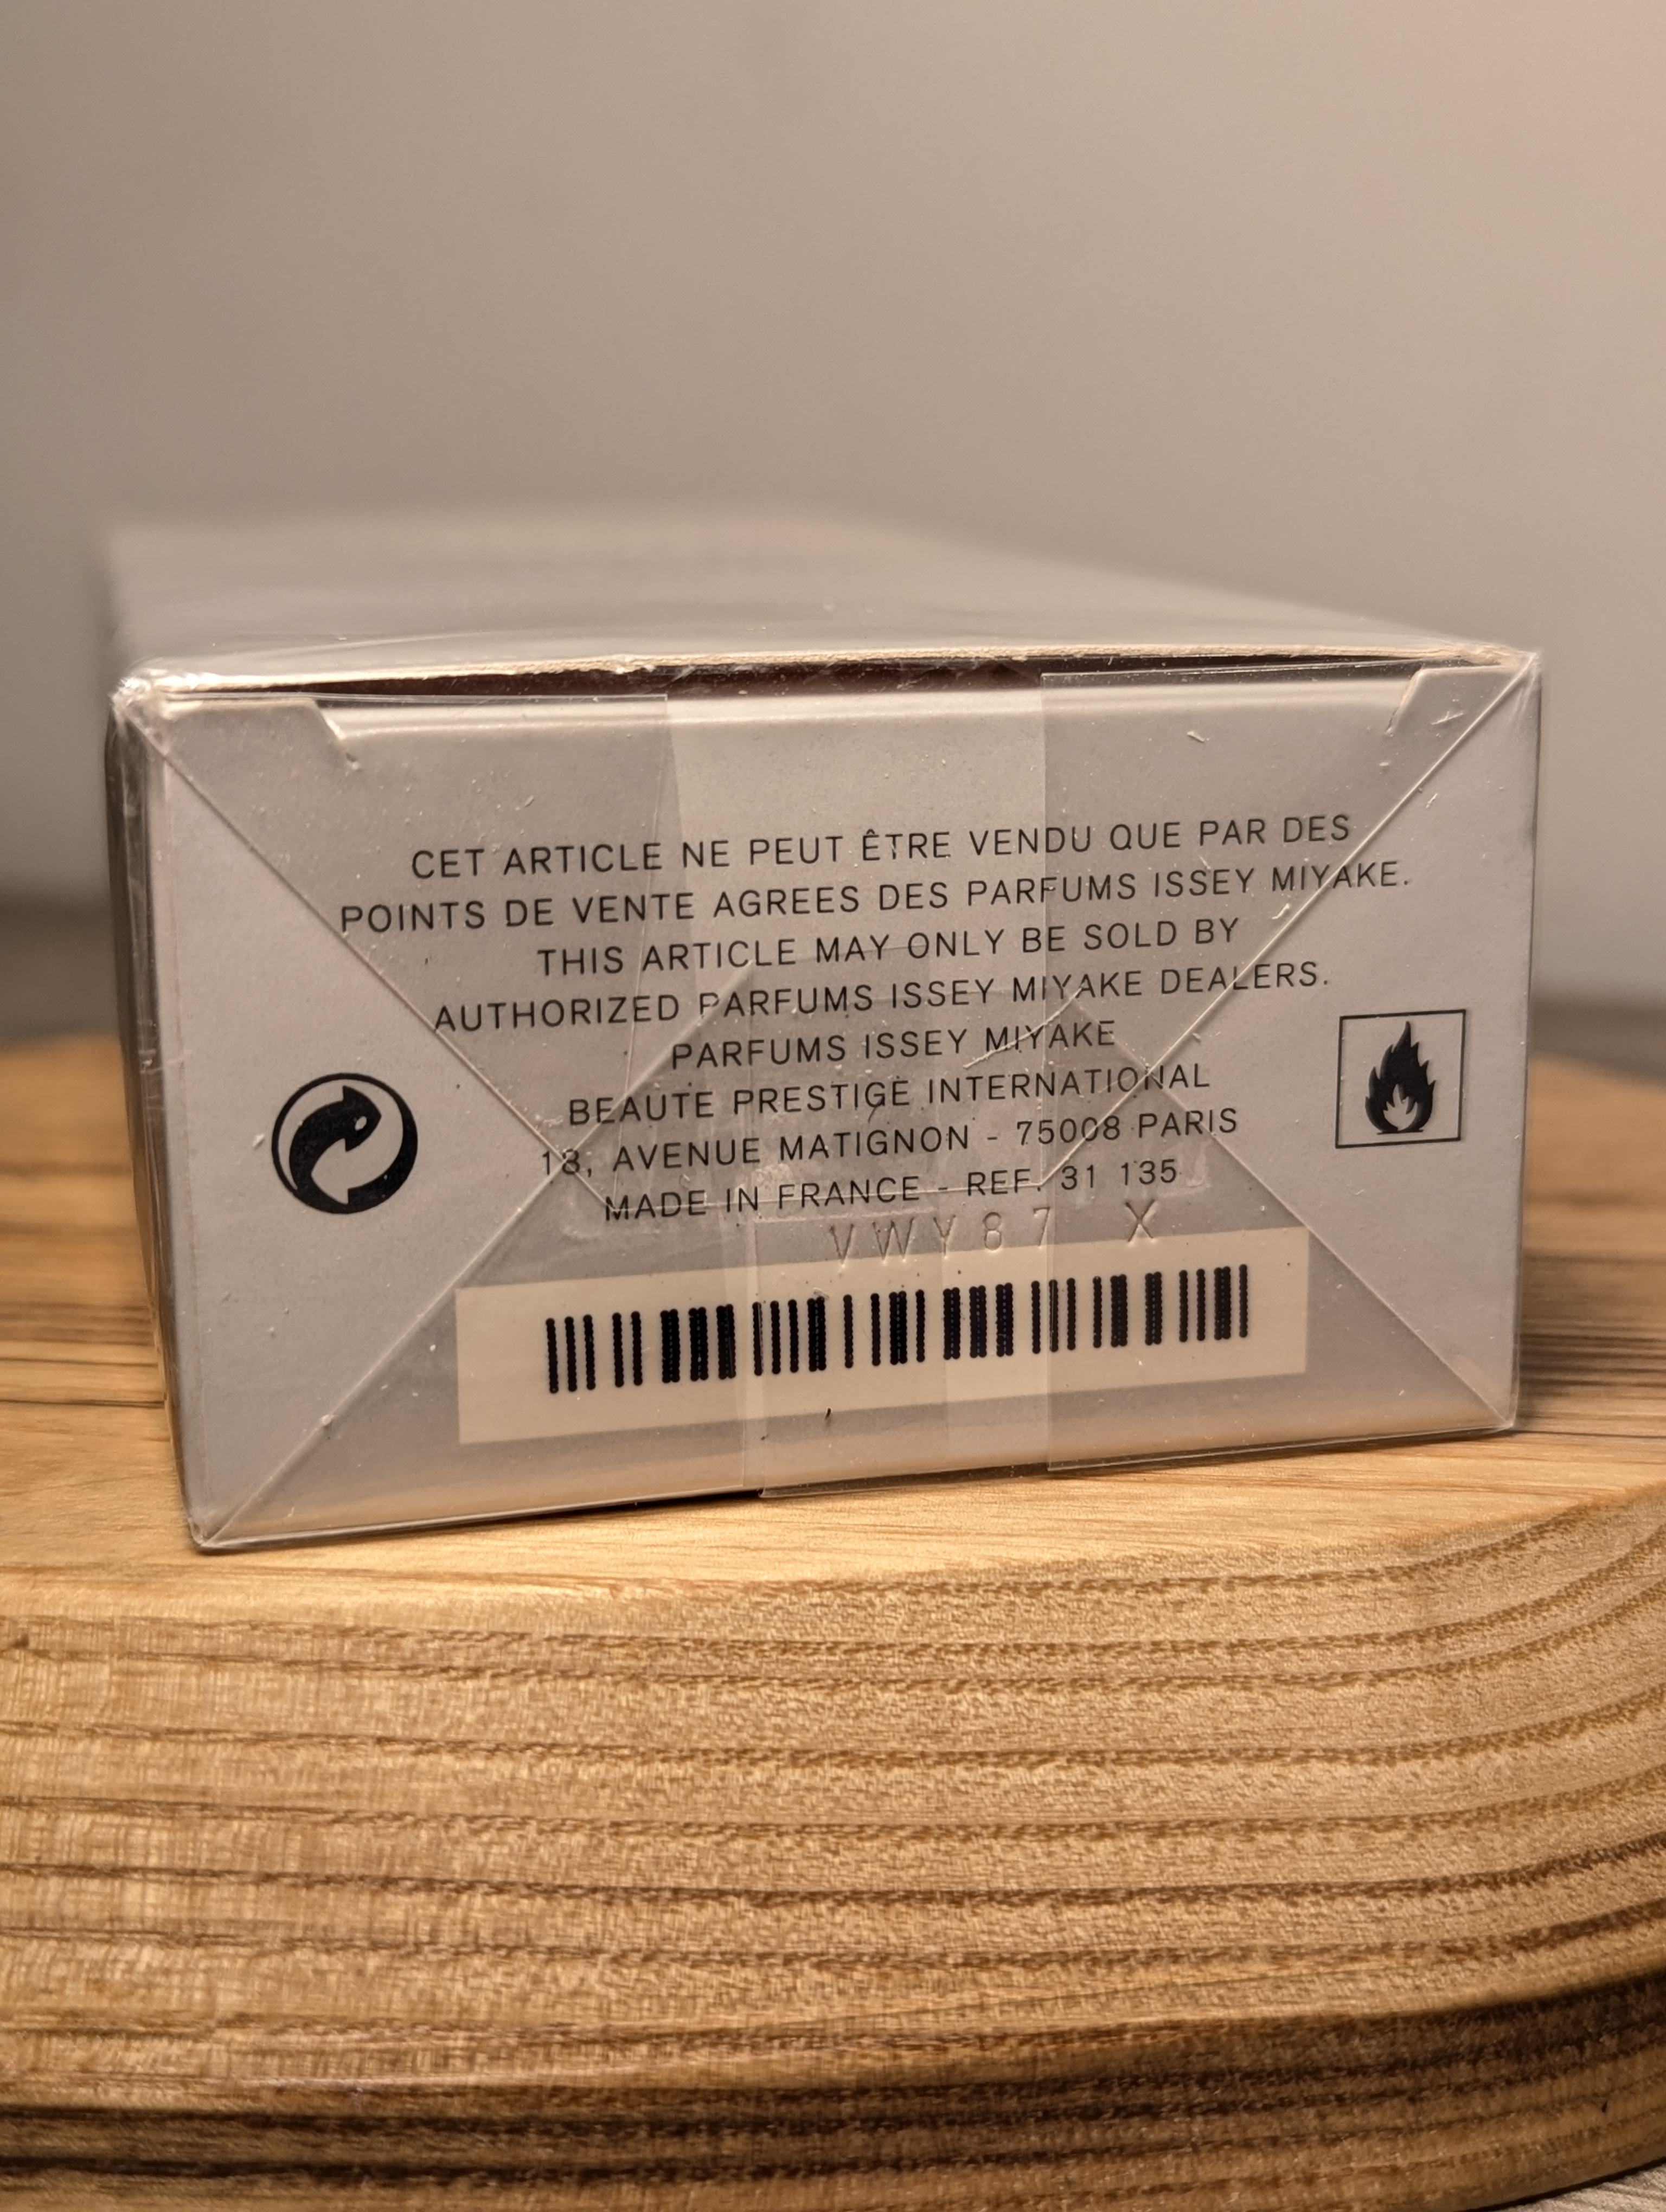 CET ARTICLE NE PEUT ÊTRE VENDU QUE PAR DES
POINTS DE VENTE AGREES DES PARFUMS ISSEY MIYAKE.
THIS ARTICLE MAY ONLY BE SOLD BY
AUTHORIZED PARFUMS ISSEY MIYAKE DEALERS.
PARFUMS ISSEY MIYAKE
BEAUTE PRESTIGE INTERNATIONAL
18, AVENUE MATIGNON - 75008 PARIS
MADE IN FRANCE - REF. 31 135
VWY87 X